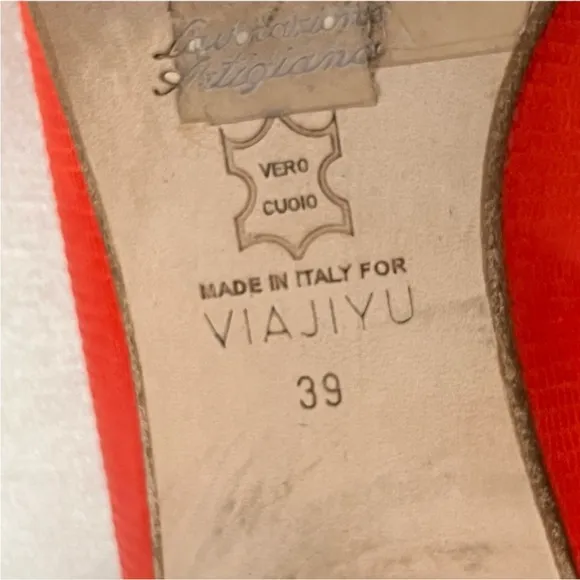 Lavorazione
Artigiana
VERO
CUOIO
MADE IN ITALY FOR
VIAJIYU
39